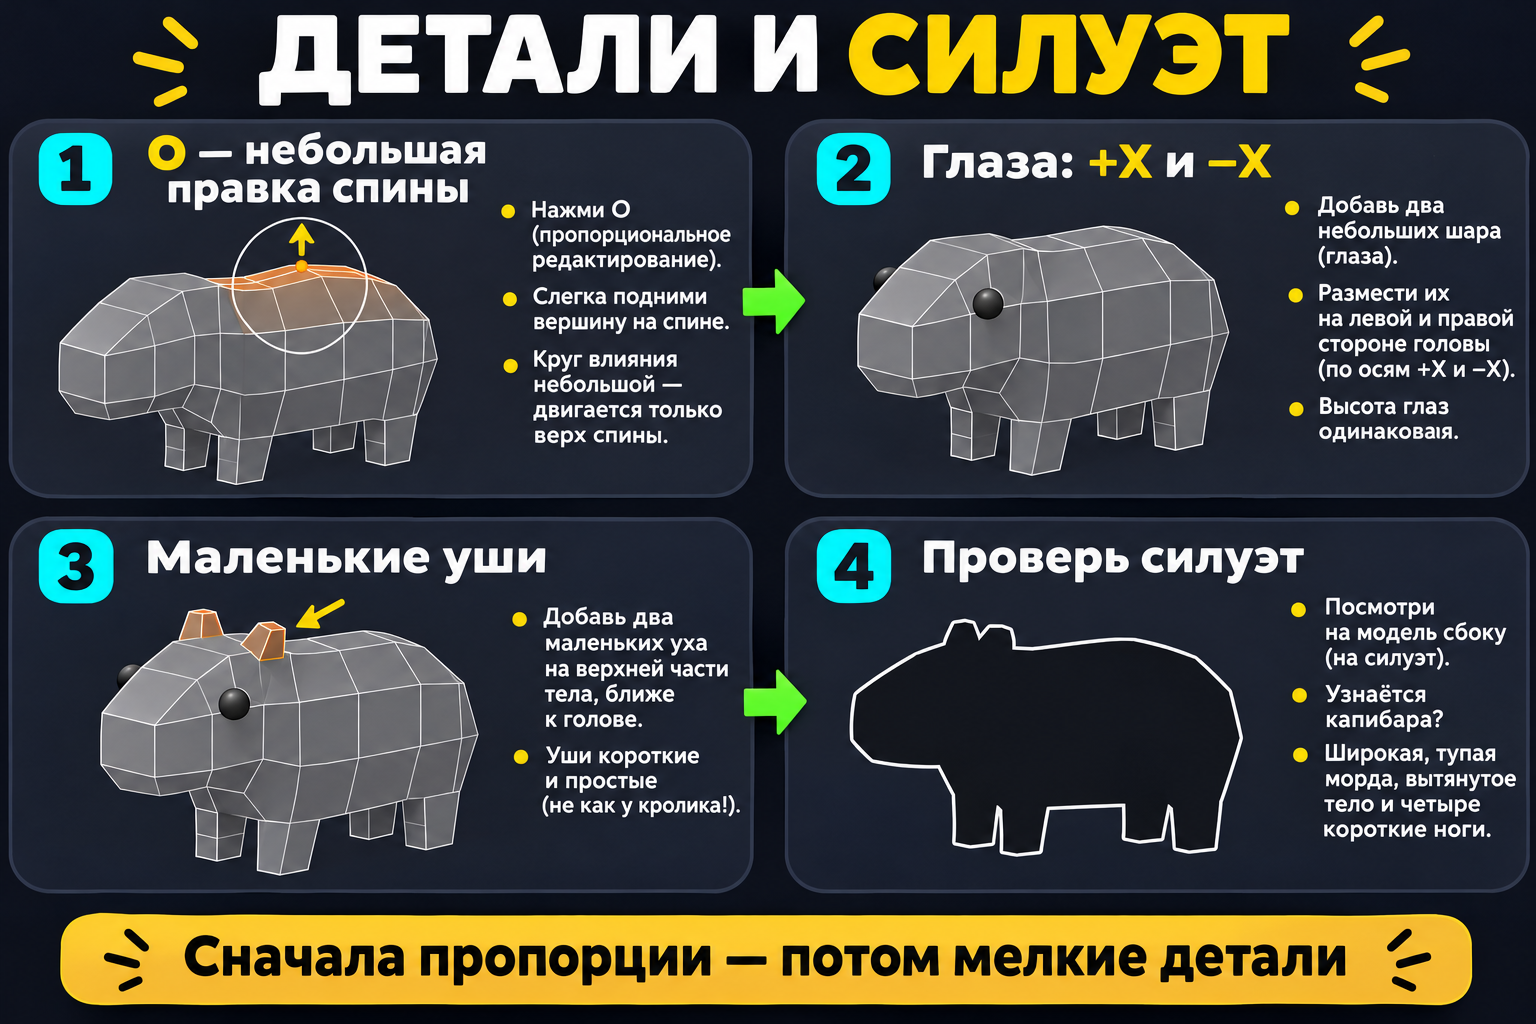 ДЕТАЛИ И СИЛУЭТ
1
O — небольшая
правка спины
Нажми O
(пропорциональное
редактирование).
Слегка подними
вершину на спине.
Круг влияния
небольшой —
двигается только
верх спины.
2
Глаза: +X и –X
Добавь два
небольших шара
(глаза).
Размести их
на левой и правой
стороне головы
(по осям +X и –X).
Высота глаз
одинаковая.
3
Маленькие уши
Добавь два
маленьких уха
на верхней части
тела, ближе
к голове.
Уши короткие
и простые
(не как у кролика!).
4
Проверь силуэт
Посмотри
на модель сбоку
(на силуэт).
Узнаётся
капибара?
Широкая, тупая
морда, вытянутое
тело и четыре
короткие ноги.
Сначала пропорции — потом мелкие детали